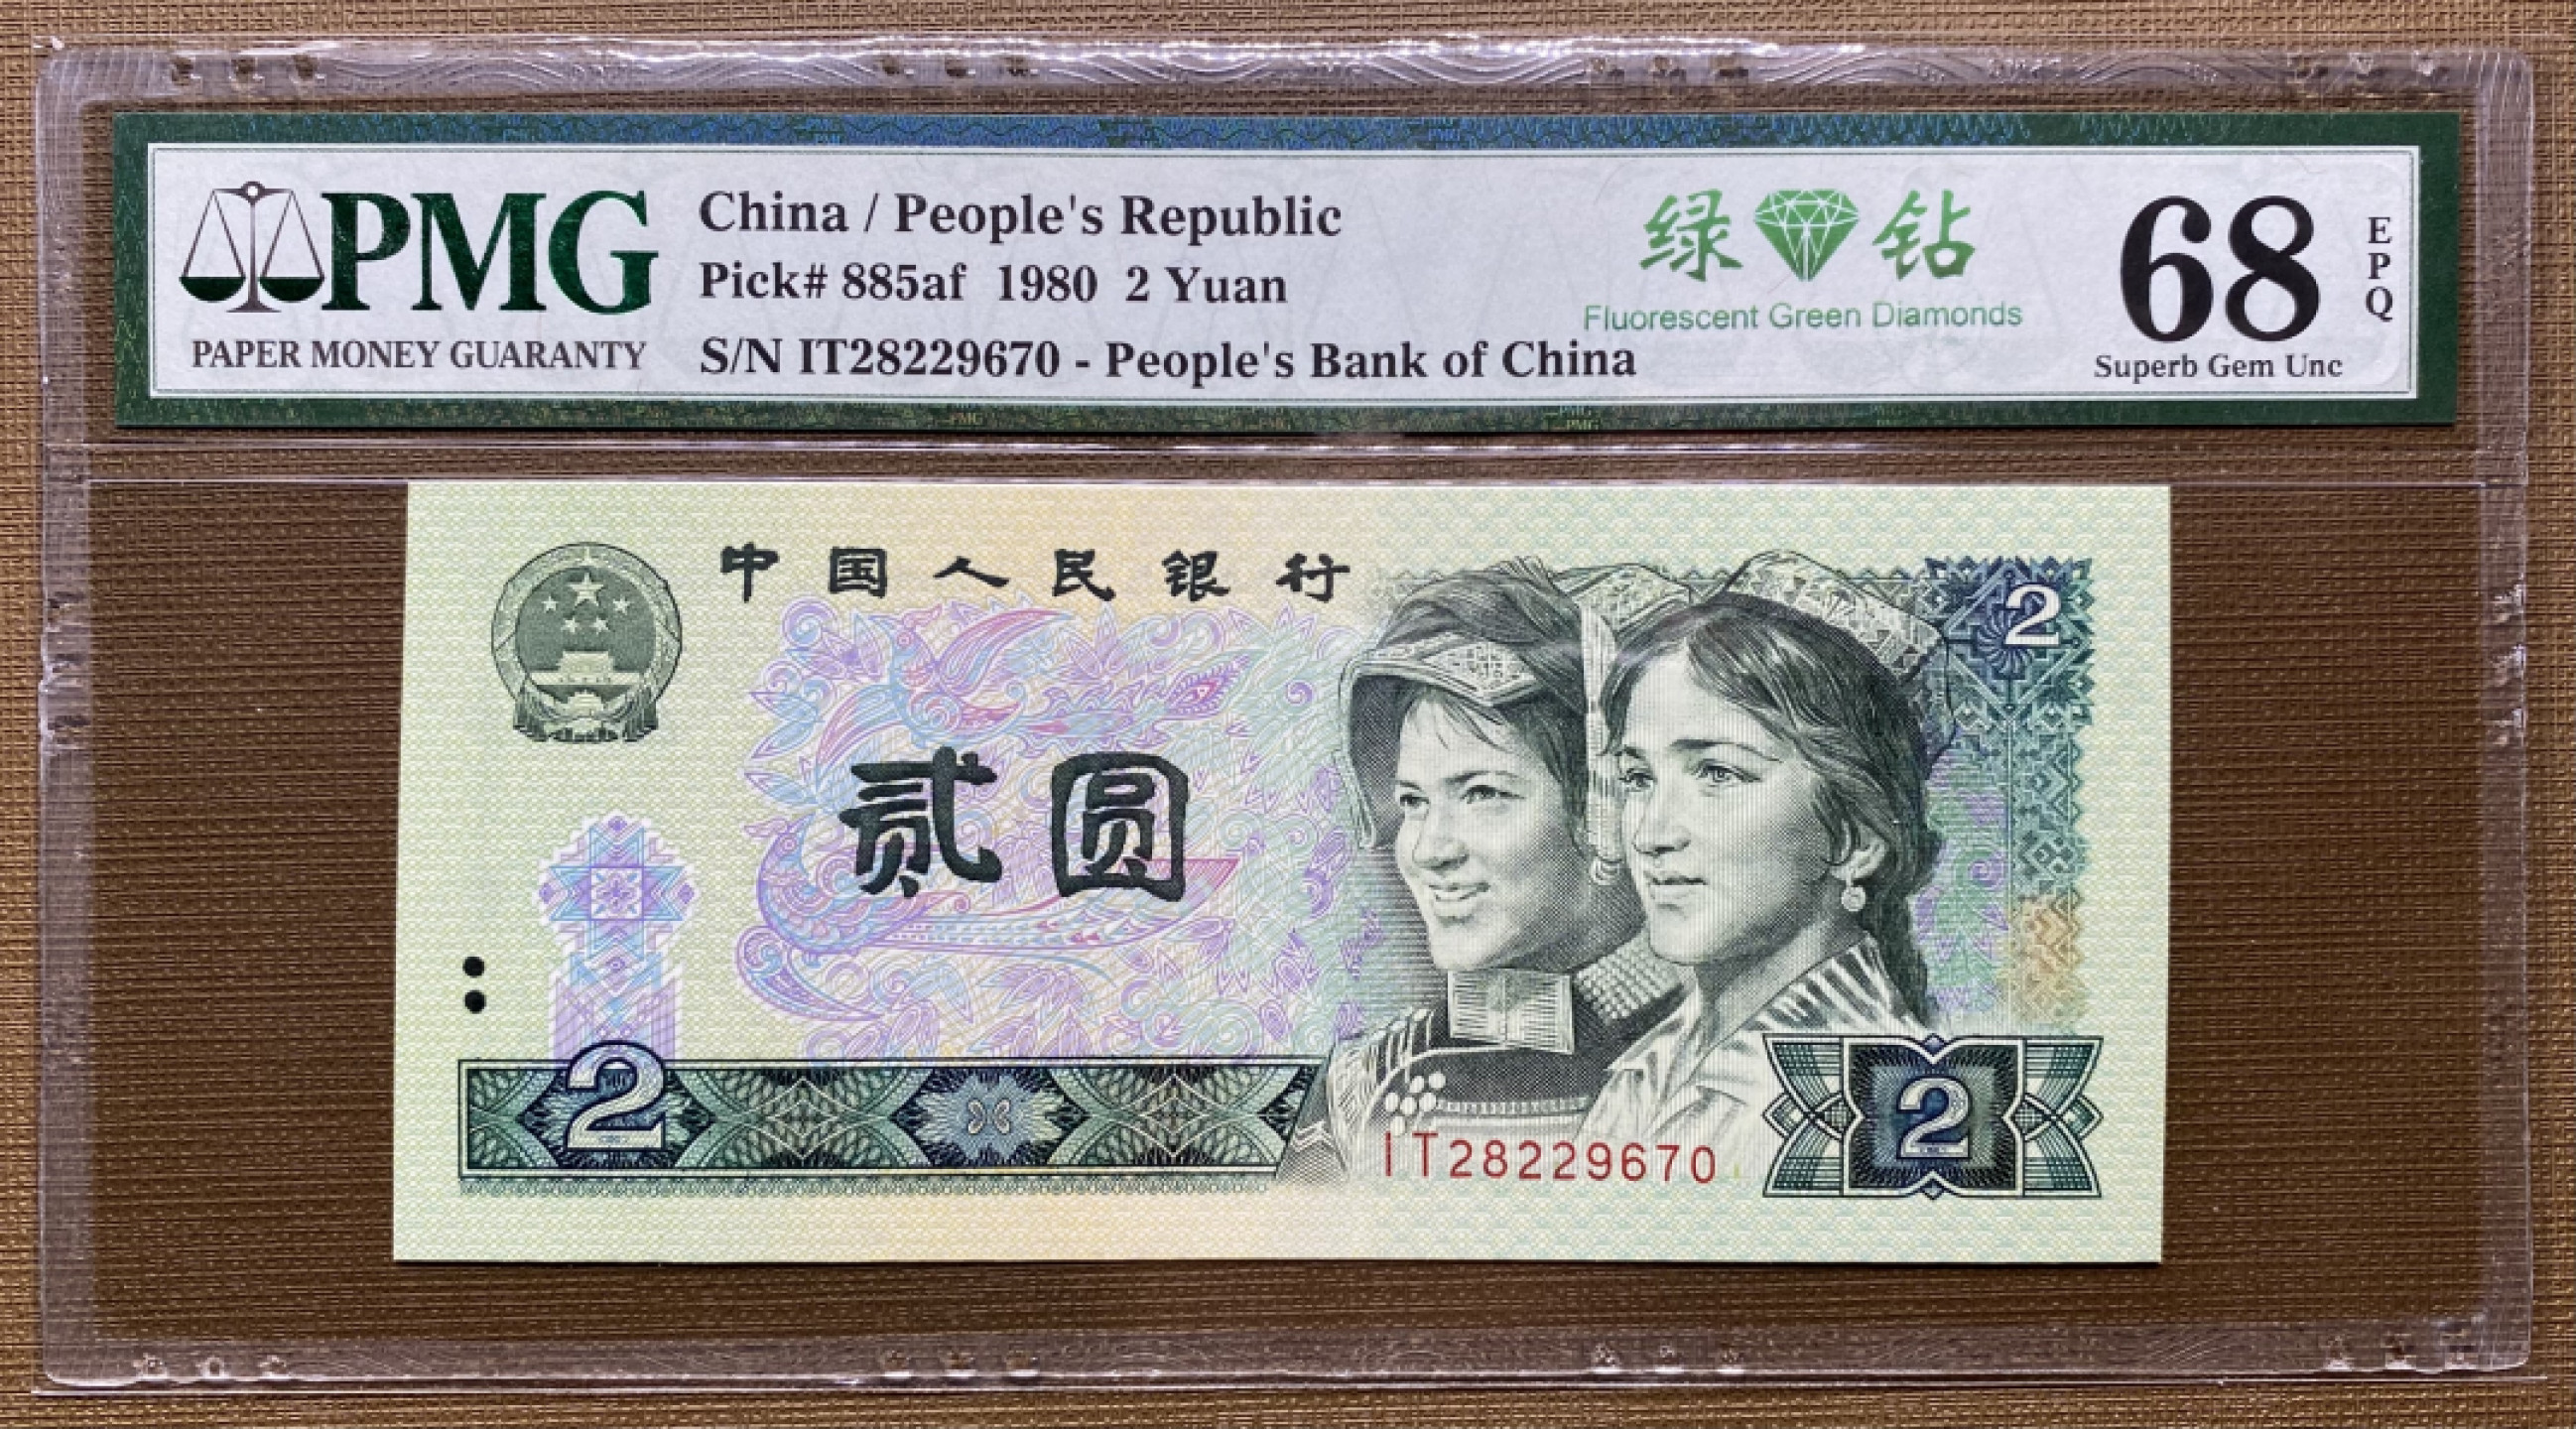 PMG
PAPER MONEY GUARANTY
China / People's Republic
Pick# 885af 1980 2 Yuan
S/N IT28229670 - People's Bank of China
绿钻
Fluorescent Green Diamonds
68
EPQ
Superb Gem Unc
中国人民银行
2
贰圆
2
IT28229670
2